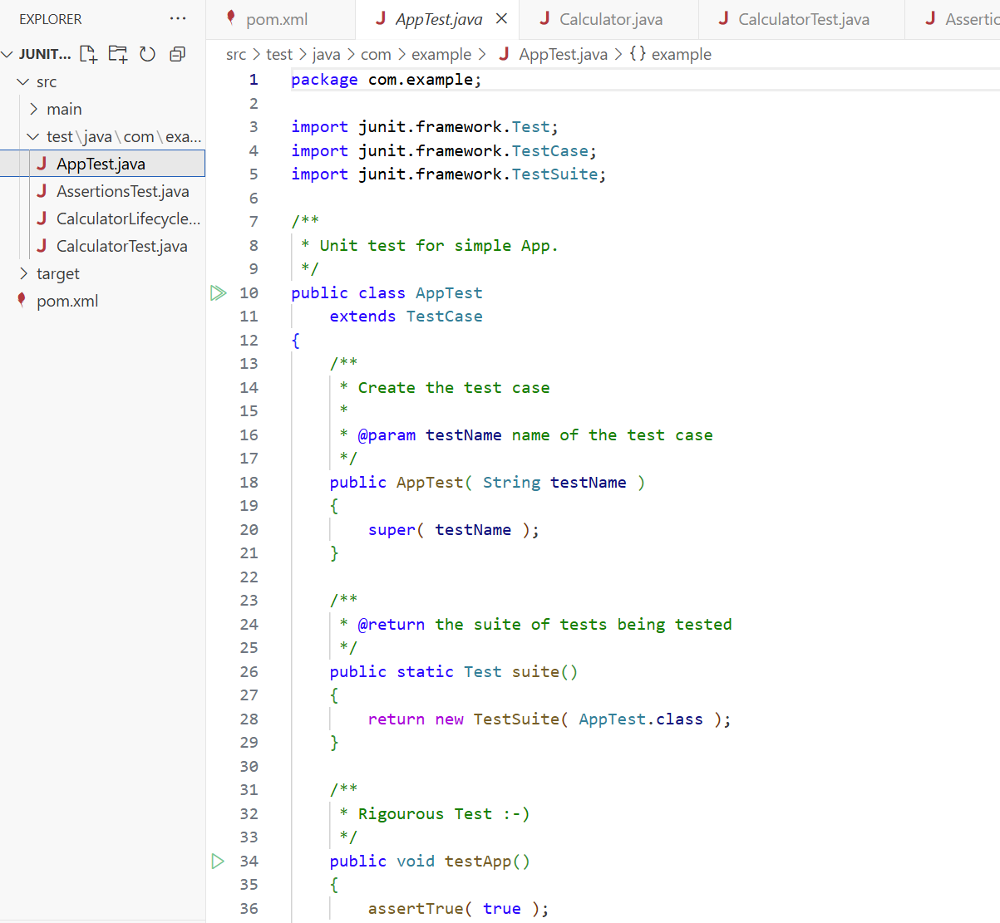 EXPLORER ···
JUNIT...
src
main
test\java\com\exa...
AppTest.java
AssertionsTest.java
CalculatorLifecycle...
CalculatorTest.java
target
pom.xml
pom.xml J AppTest.java × J Calculator.java J CalculatorTest.java J Assertio
src > test > java > com > example > J AppTest.java > {} example
1 package com.example;
2
3 import junit.framework.Test;
4 import junit.framework.TestCase;
5 import junit.framework.TestSuite;
6
7 /**
8  * Unit test for simple App.
9  */
10 public class AppTest
11     extends TestCase
12 {
13     /**
14      * Create the test case
15      *
16      * @param testName name of the test case
17      */
18     public AppTest( String testName )
19     {
20         super( testName );
21     }
22
23     /**
24      * @return the suite of tests being tested
25      */
26     public static Test suite()
27     {
28         return new TestSuite( AppTest.class );
29     }
30
31     /**
32      * Rigourous Test :-)
33      */
34     public void testApp()
35     {
36         assertTrue( true );